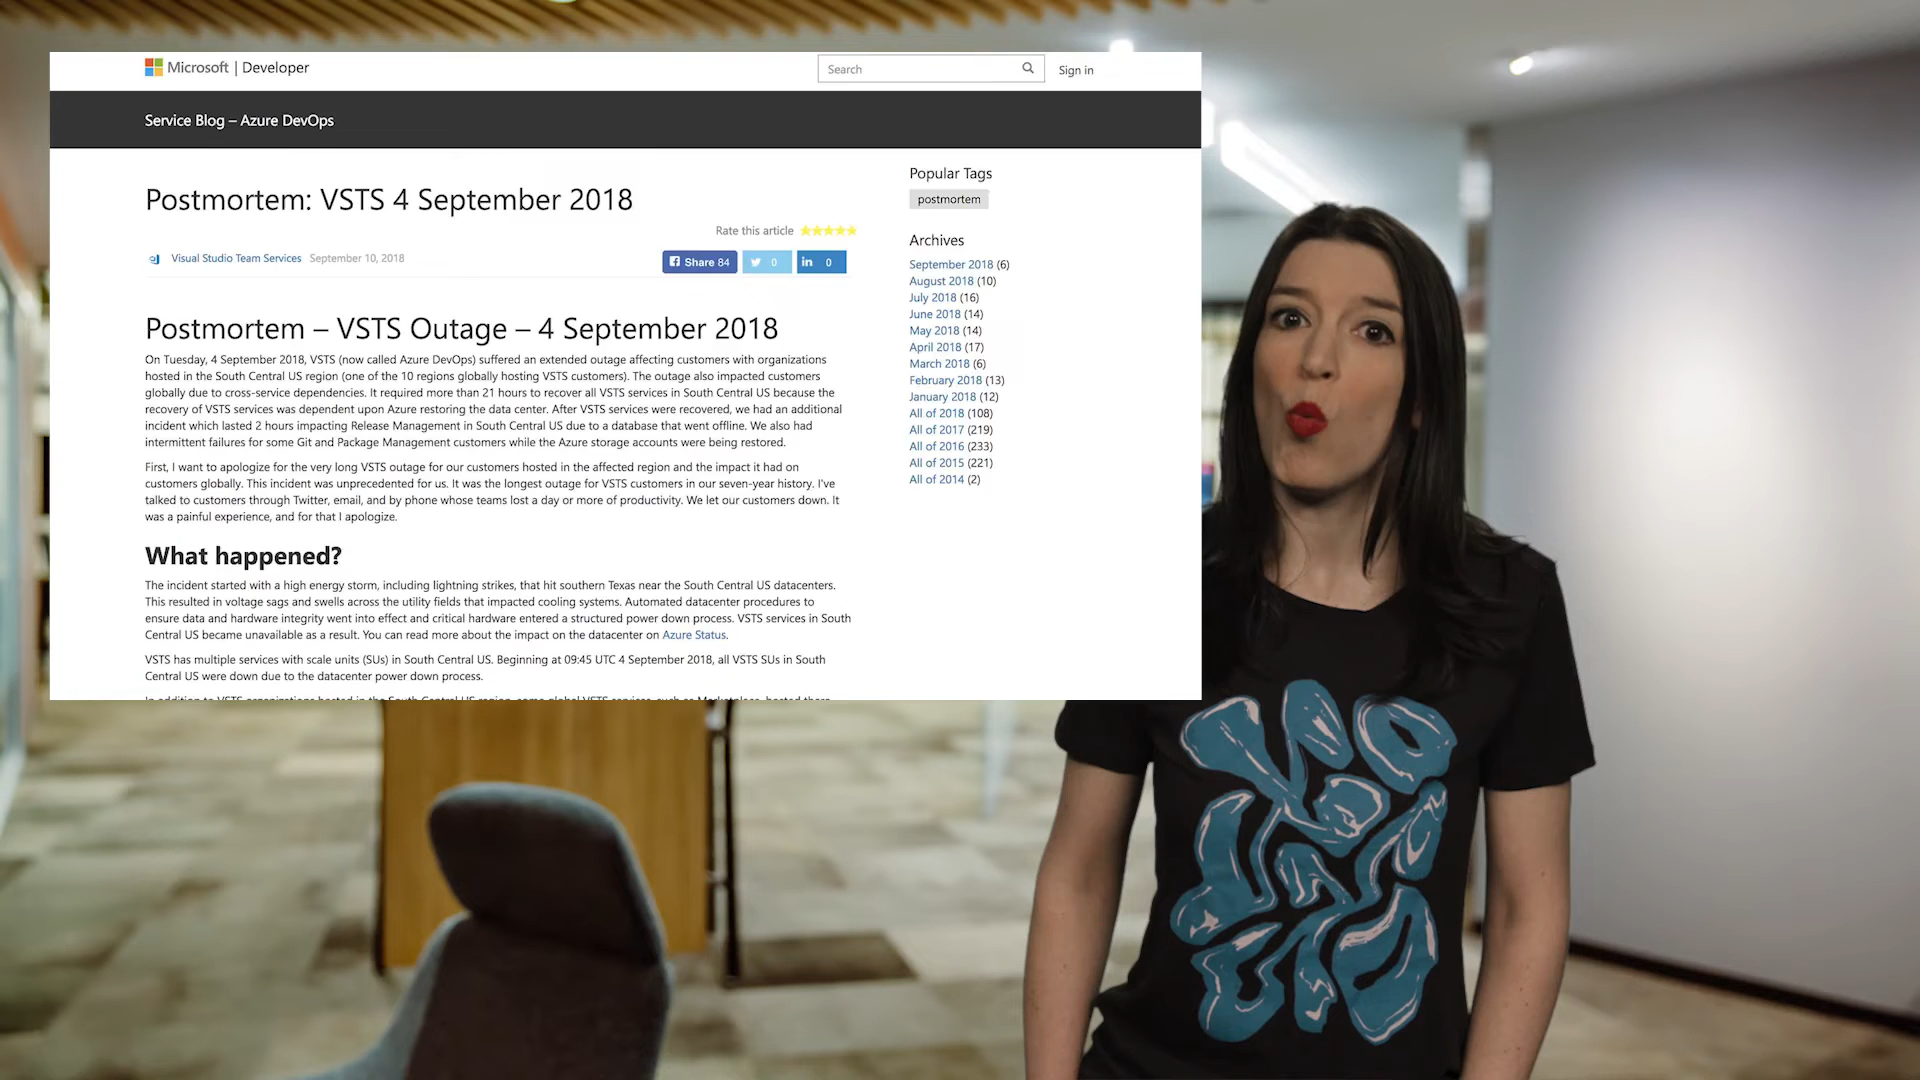 Microsoft | Developer
Search
Sign in
Service Blog – Azure DevOps
Postmortem: VSTS 4 September 2018
Rate this article
Visual Studio Team Services September 10, 2018
Share 84
0
0
Postmortem – VSTS Outage – 4 September 2018
On Tuesday, 4 September 2018, VSTS (now called Azure DevOps) suffered an extended outage affecting customers with organizations
hosted in the South Central US region (one of the 10 regions globally hosting VSTS customers). The outage also impacted customers
globally due to cross-service dependencies. It required more than 21 hours to recover all VSTS services in South Central US because the
recovery of VSTS services was dependent upon Azure restoring the data center. After VSTS services were recovered, we had an additional
incident which lasted 2 hours impacting Release Management in South Central US due to a database that went offline. We also had
intermittent failures for some Git and Package Management customers while the Azure storage accounts were being restored.
First, I want to apologize for the very long VSTS outage for our customers hosted in the affected region and the impact it had on
customers globally. This incident was unprecedented for us. It was the longest outage for VSTS customers in our seven-year history. I've
talked to customers through Twitter, email, and by phone whose teams lost a day or more of productivity. We let our customers down. It
was a painful experience, and for that I apologize.
What happened?
The incident started with a high energy storm, including lightning strikes, that hit southern Texas near the South Central US datacenters.
This resulted in voltage sags and swells across the utility fields that impacted cooling systems. Automated datacenter procedures to
ensure data and hardware integrity went into effect and critical hardware entered a structured power down process. VSTS services in South
Central US became unavailable as a result. You can read more about the impact on the datacenter on Azure Status.
VSTS has multiple services with scale units (SUs) in South Central US. Beginning at 09:45 UTC 4 September 2018, all VSTS SUs in South
Central US were down due to the datacenter power down process.
Popular Tags
postmortem
Archives
September 2018 (6)
August 2018 (10)
July 2018 (16)
June 2018 (14)
May 2018 (14)
April 2018 (17)
March 2018 (6)
February 2018 (13)
January 2018 (12)
All of 2018 (108)
All of 2017 (219)
All of 2016 (233)
All of 2015 (221)
All of 2014 (2)